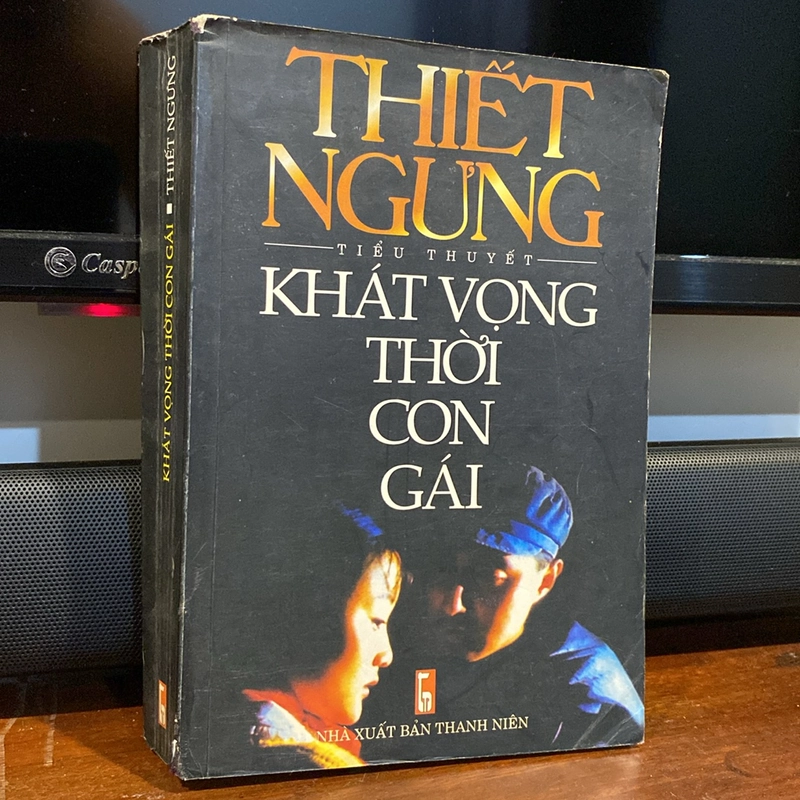 THIẾT
NGƯNG
TIỂU THUYẾT
KHÁT VỌNG
THỜI
CON
GÁI
NHÀ XUẤT BẢN THANH NIÊN
KHÁT VỌNG THỜI CON GÁI ■ THIẾT NGƯNG
Casp